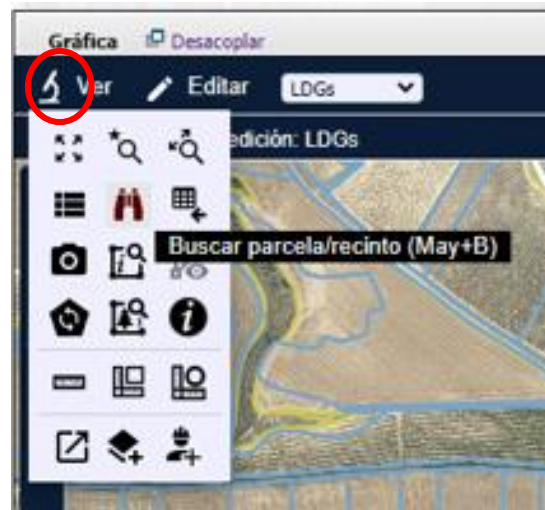 Gráfica Desacoplar
Ver Editar LDGs
edición: LDGs
Buscar parcela/recinto (May+B)